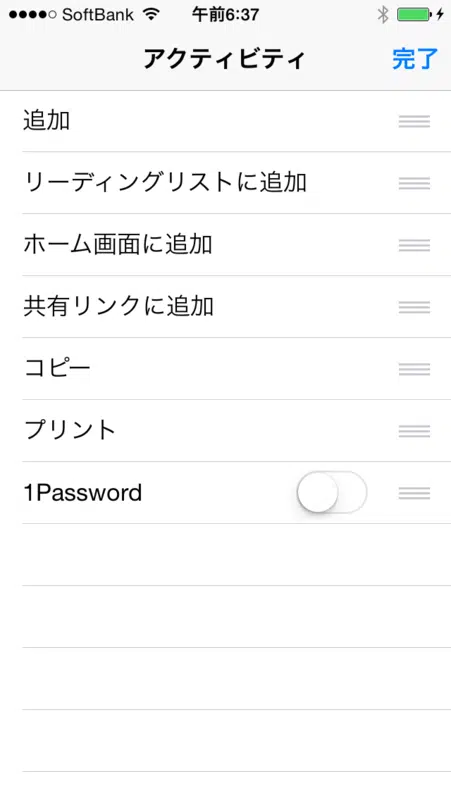 SoftBank 午前6:37
アクティビティ 完了
追加
リーディングリストに追加
ホーム画面に追加
共有リンクに追加
コピー
プリント
1Password